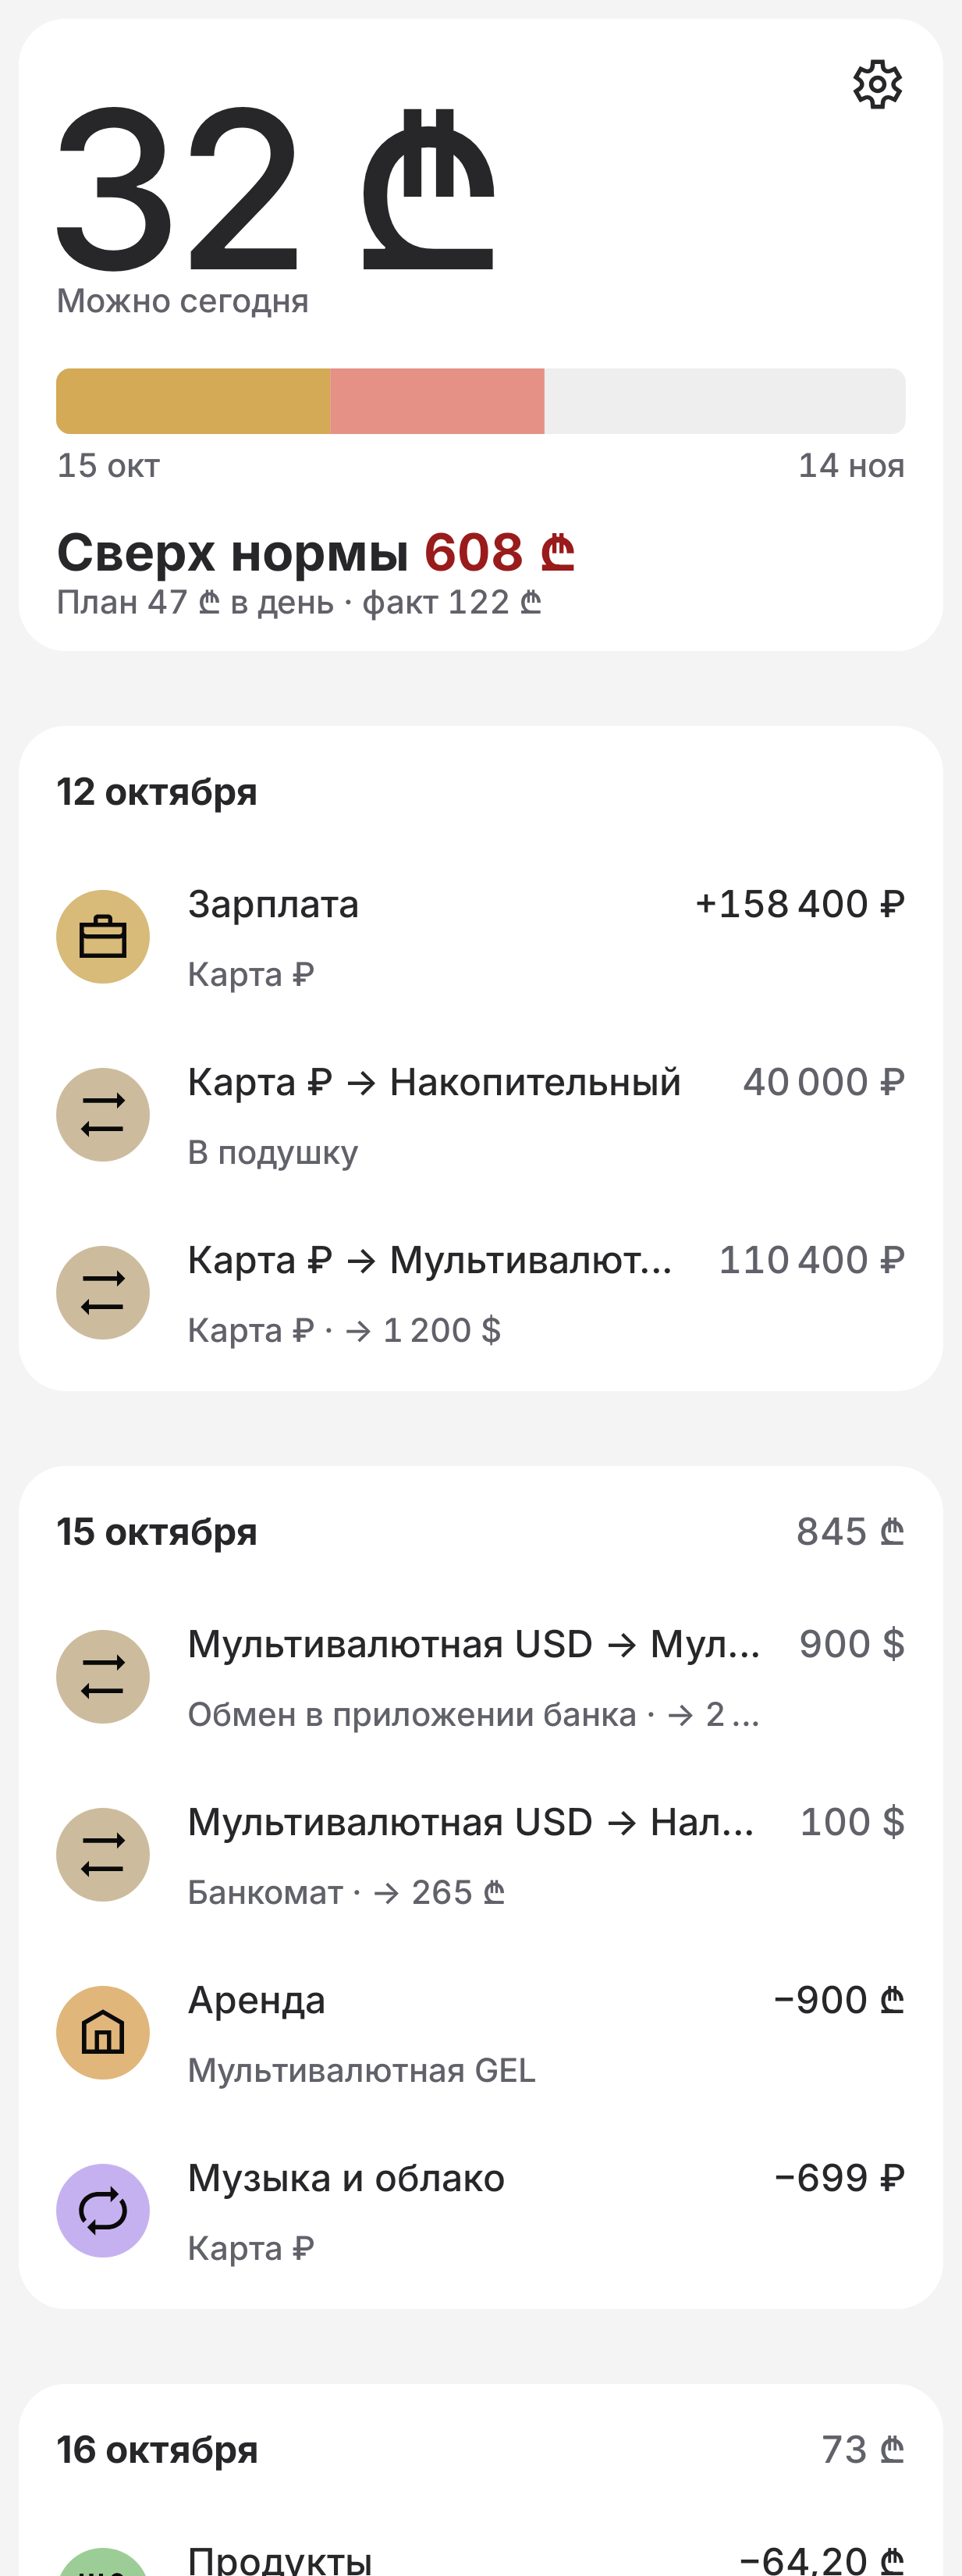 32 ₾
Можно сегодня
15 окт
14 ноя
Сверх нормы 608 ₾
План 47 ₾ в день · факт 122 ₾
12 октября
Зарплата
+158 400 ₽
Карта ₽
Карта ₽ → Накопительный
40 000 ₽
В подушку
Карта ₽ → Мультивалют...
110 400 ₽
Карта ₽ · → 1 200 $
15 октября
845 ₾
Мультивалютная USD → Мул...
900 $
Обмен в приложении банка · → 2 ...
Мультивалютная USD → Нал...
100 $
Банкомат · → 265 ₾
Аренда
−900 ₾
Мультивалютная GEL
Музыка и облако
−699 ₽
Карта ₽
16 октября
73 ₾
Продукты
−64,20 ₾